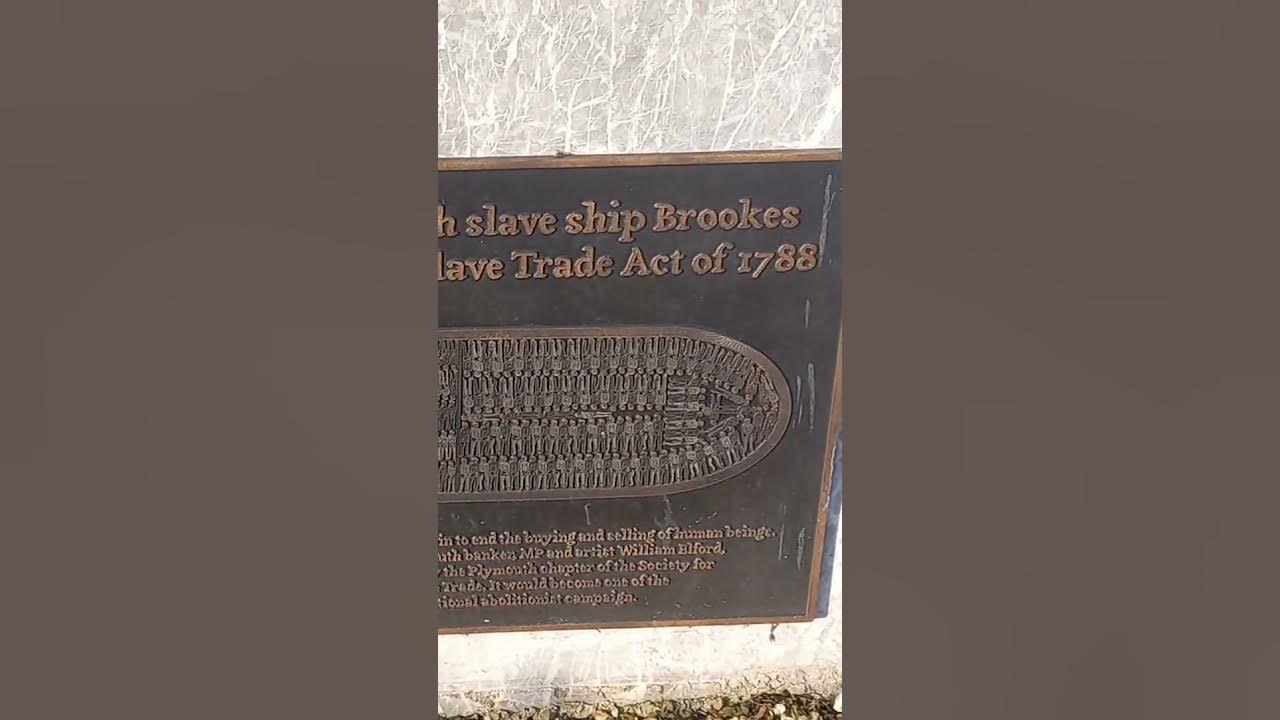 h slave ship Brookes
lave Trade Act of 1788
in to end the buying and selling of human beings.
uth banker, MP and artist William Elford,
y the Plymouth chapter of the Society for
Trade. It would become one of the
tional abolitionist campaign.